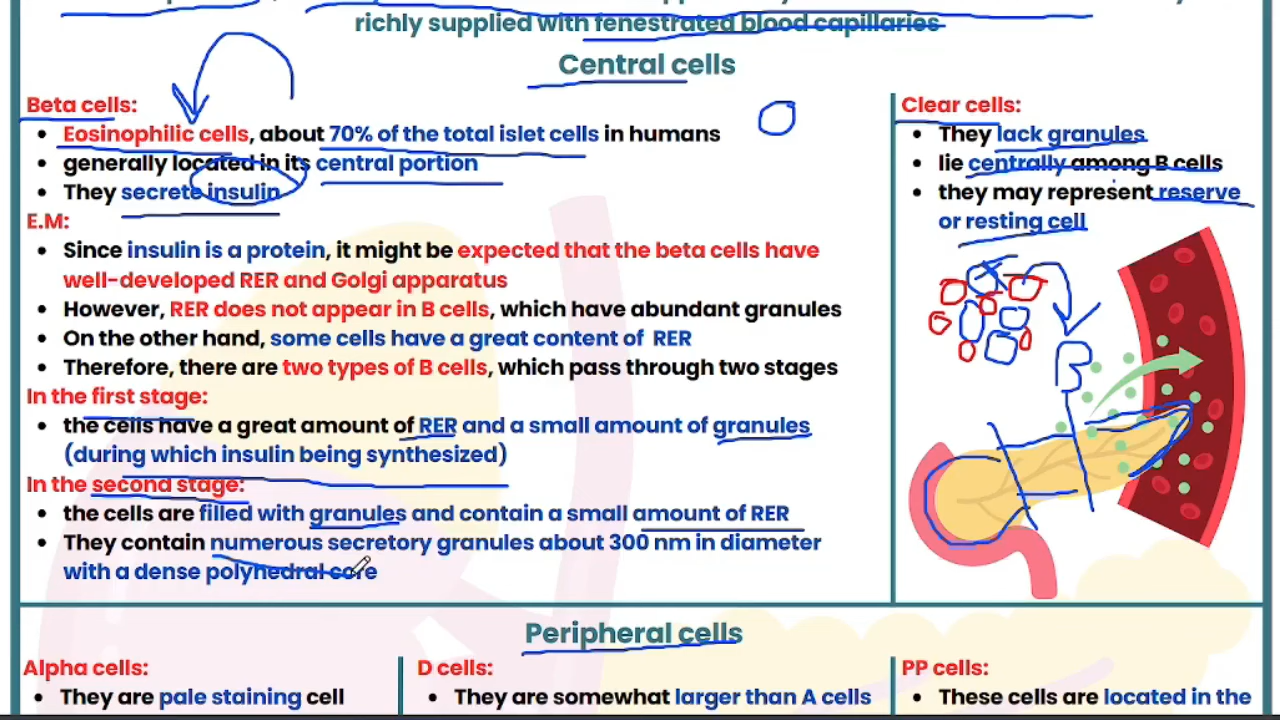 richly supplied with fenestrated blood capillaries
Central cells
Beta cells:
• Eosinophilic cells, about 70% of the total islet cells in humans
• generally located in its central portion
• They secrete insulin
E.M:
• Since insulin is a protein, it might be expected that the beta cells have
well-developed RER and Golgi apparatus
• However, RER does not appear in B cells, which have abundant granules
• On the other hand, some cells have a great content of RER
• Therefore, there are two types of B cells, which pass through two stages
In the first stage:
• the cells have a great amount of RER and a small amount of granules
(during which insulin being synthesized)
In the second stage:
• the cells are filled with granules and contain a small amount of RER
• They contain numerous secretory granules about 300 nm in diameter
with a dense polyhedral core
Clear cells:
• They lack granules
• lie centrally among B cells
• they may represent reserve
or resting cell
B
Peripheral cells
Alpha cells:
• They are pale staining cell
D cells:
• They are somewhat larger than A cells
PP cells:
• These cells are located in the